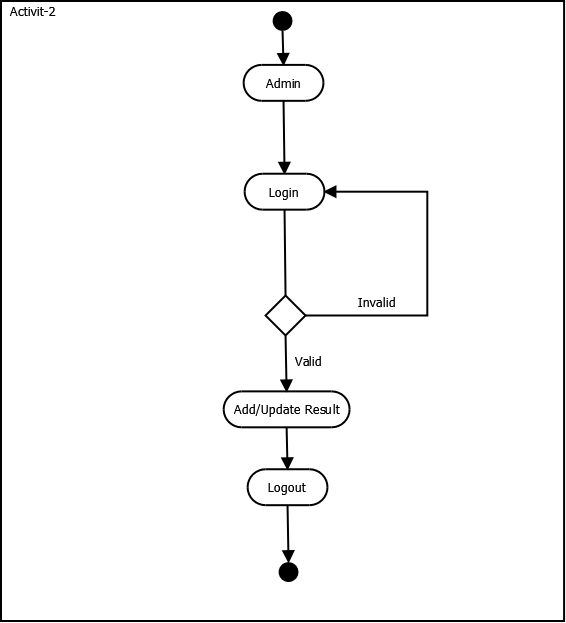 Activit-2
Admin
Login
Invalid
Valid
Add/Update Result
Logout